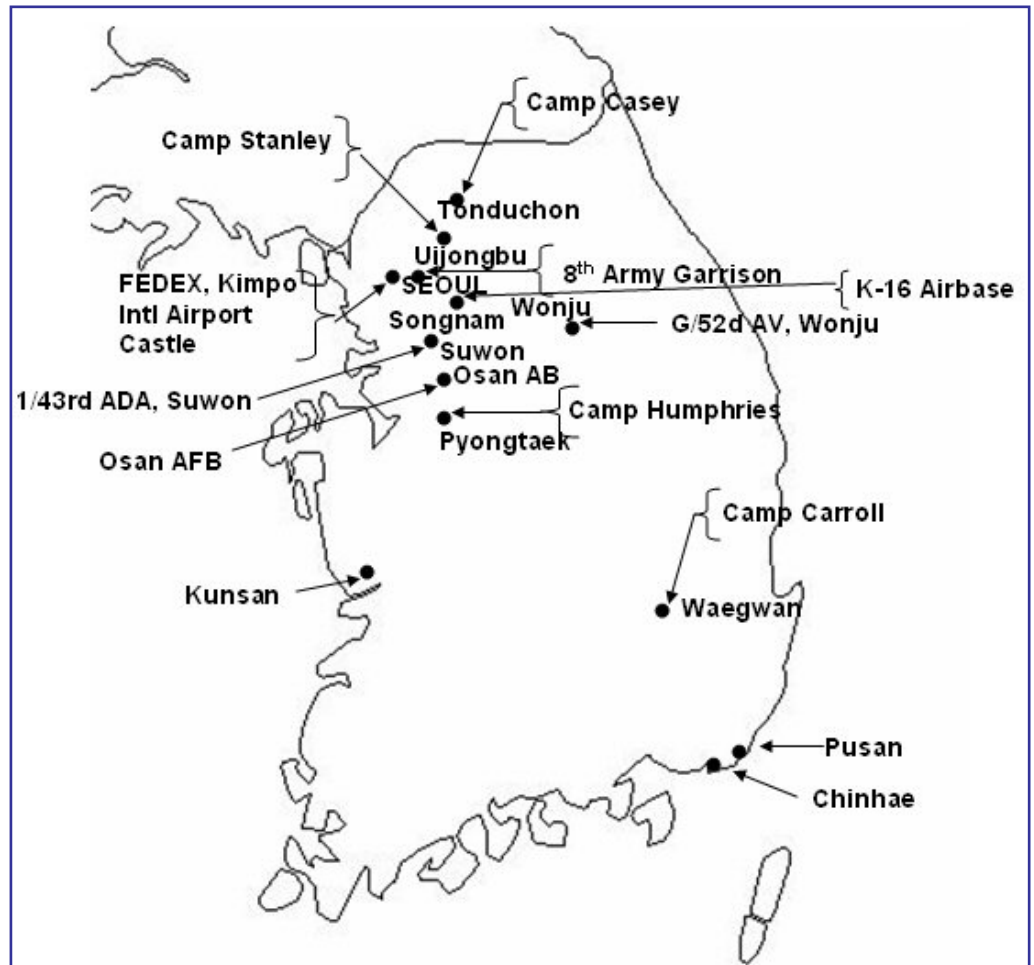 Camp Casey
Camp Stanley
Tonduchon
Uijongbu
FEDEX, Kimpo
Intl Airport
Castle
SEOUL
8th Army Garrison
K-16 Airbase
Wonju
Songnam
G/52d AV, Wonju
Suwon
1/43rd ADA, Suwon
Osan AB
Camp Humphries
Pyongtaek
Osan AFB
Camp Carroll
Kunsan
Waegwan
Pusan
Chinhae